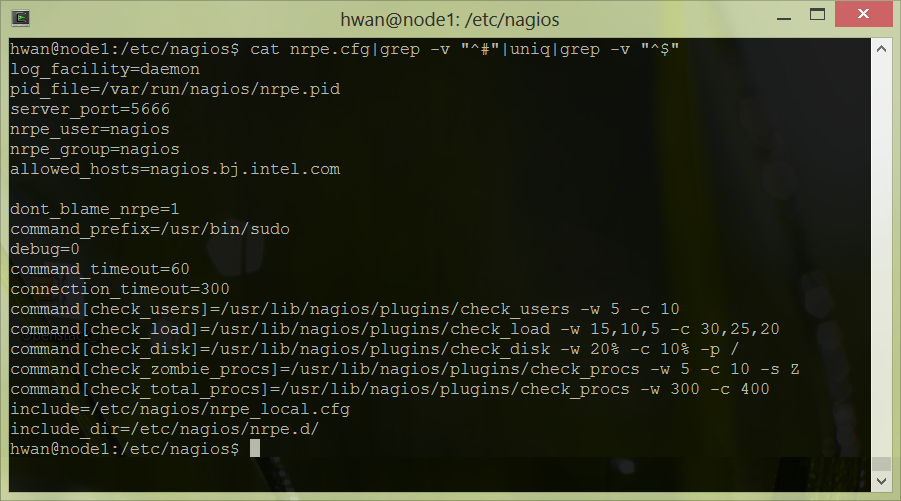 hwan@node1: /etc/nagios
hwan@node1:/etc/nagios$ cat nrpe.cfg|grep -v "^#"|uniq|grep -v "^$"
log_facility=daemon
pid_file=/var/run/nagios/nrpe.pid
server_port=5666
nrpe_user=nagios
nrpe_group=nagios
allowed_hosts=nagios.bj.intel.com

dont_blame_nrpe=1
command_prefix=/usr/bin/sudo
debug=0
command_timeout=60
connection_timeout=300
command[check_users]=/usr/lib/nagios/plugins/check_users -w 5 -c 10
command[check_load]=/usr/lib/nagios/plugins/check_load -w 15,10,5 -c 30,25,20
command[check_disk]=/usr/lib/nagios/plugins/check_disk -w 20% -c 10% -p /
command[check_zombie_procs]=/usr/lib/nagios/plugins/check_procs -w 5 -c 10 -s Z
command[check_total_procs]=/usr/lib/nagios/plugins/check_procs -w 300 -c 400
include=/etc/nagios/nrpe_local.cfg
include_dir=/etc/nagios/nrpe.d/
hwan@node1:/etc/nagios$